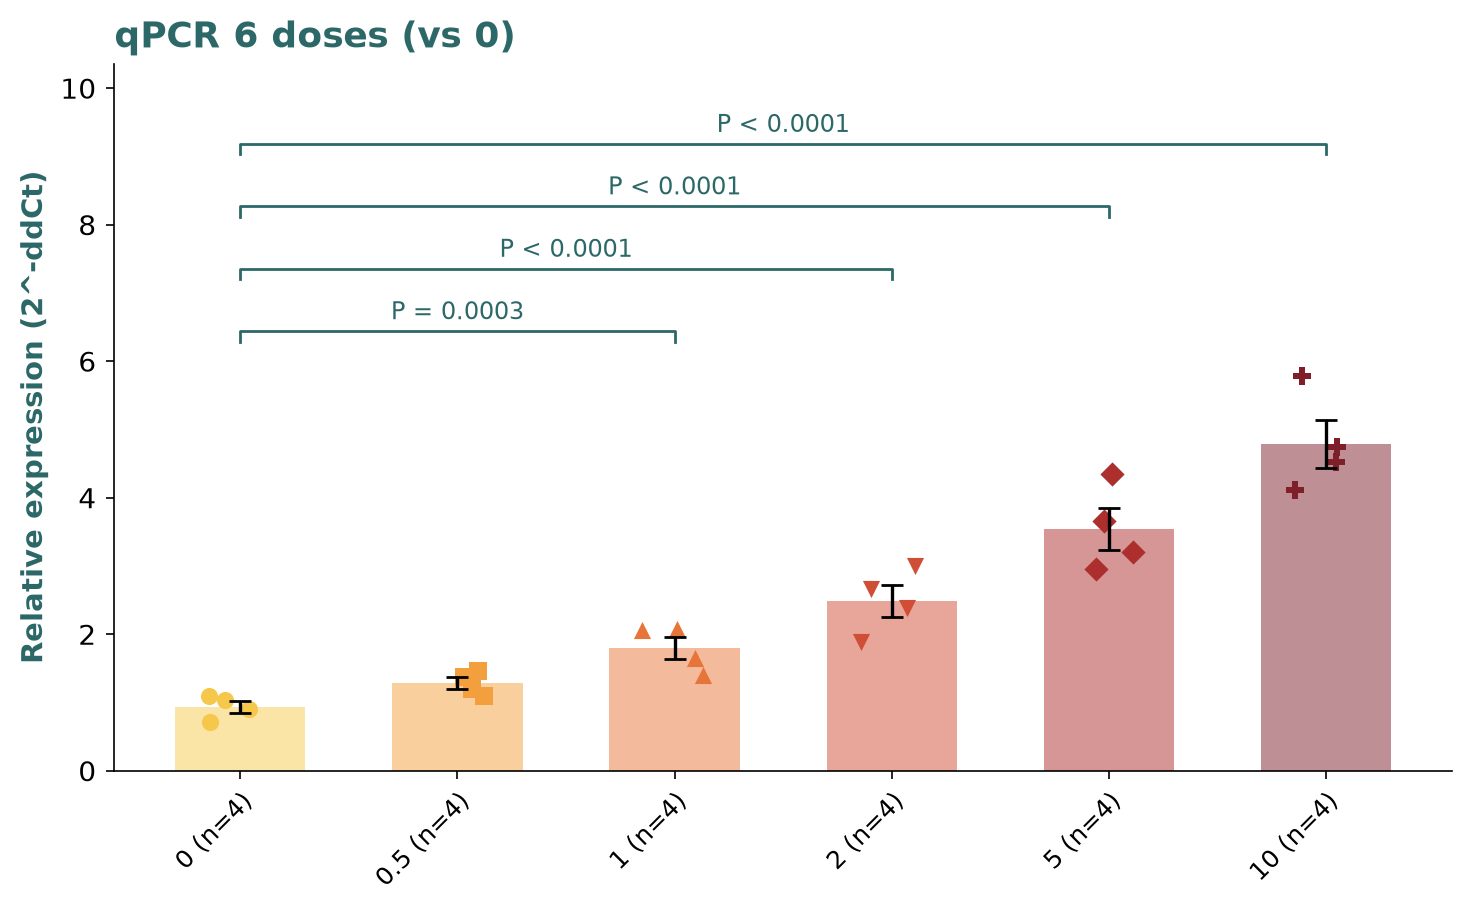 qPCR 6 doses (vs 0)
Relative expression (2^-ddCt)
10
8
6
4
2
0
P < 0.0001
P < 0.0001
P < 0.0001
P = 0.0003
0 (n=4)
0.5 (n=4)
1 (n=4)
2 (n=4)
5 (n=4)
10 (n=4)